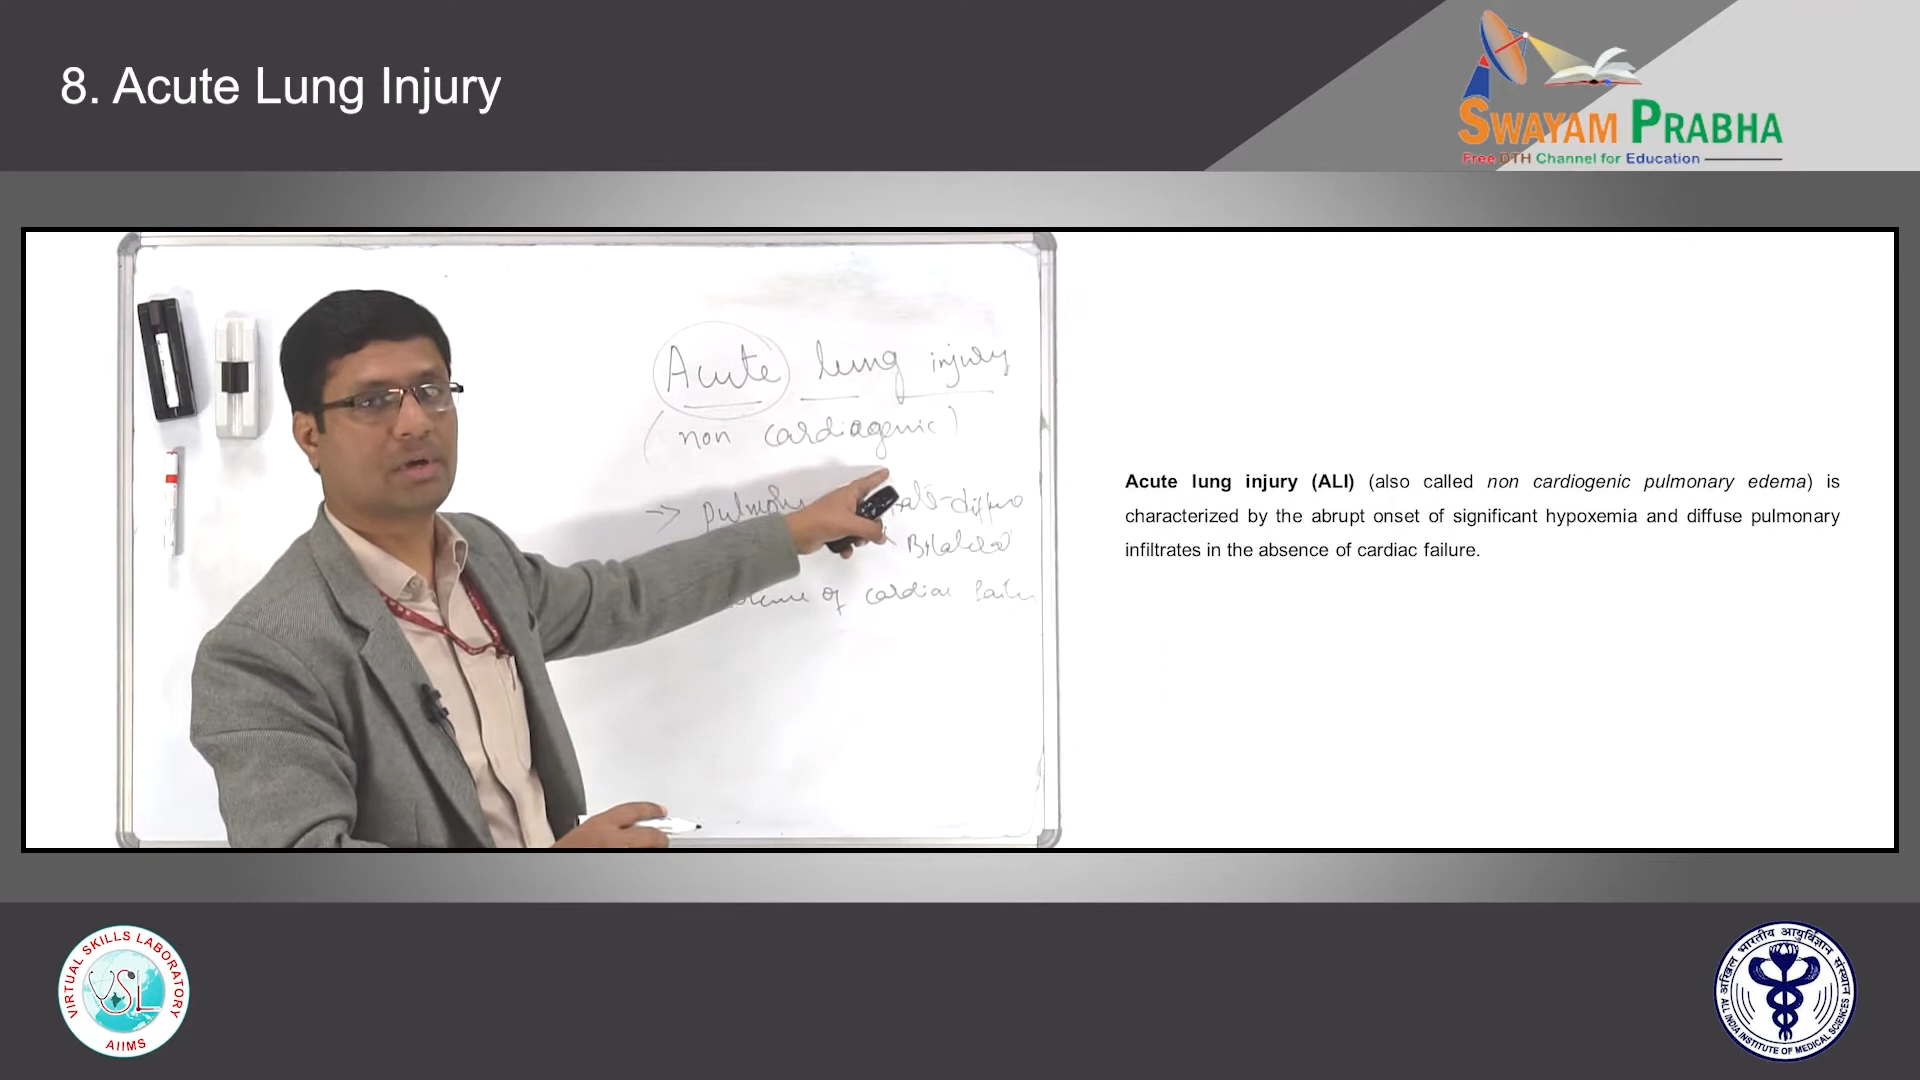 8. Acute Lung Injury
SWAYAM PRABHA
Free DTH Channel for Education
Acute lung injury
(non cardiogenic)
→ pulmon
Bilateral
of cardiac failu
Acute lung injury (ALI) (also called non cardiogenic pulmonary edema) is
characterized by the abrupt onset of significant hypoxemia and diffuse pulmonary
infiltrates in the absence of cardiac failure.
VIRTUAL SKILLS LABORATORY
VSL
AIIMS
अखिल भारतीय आयुर्विज्ञान संस्थान
ALL INDIA INSTITUTE OF MEDICAL SCIENCES